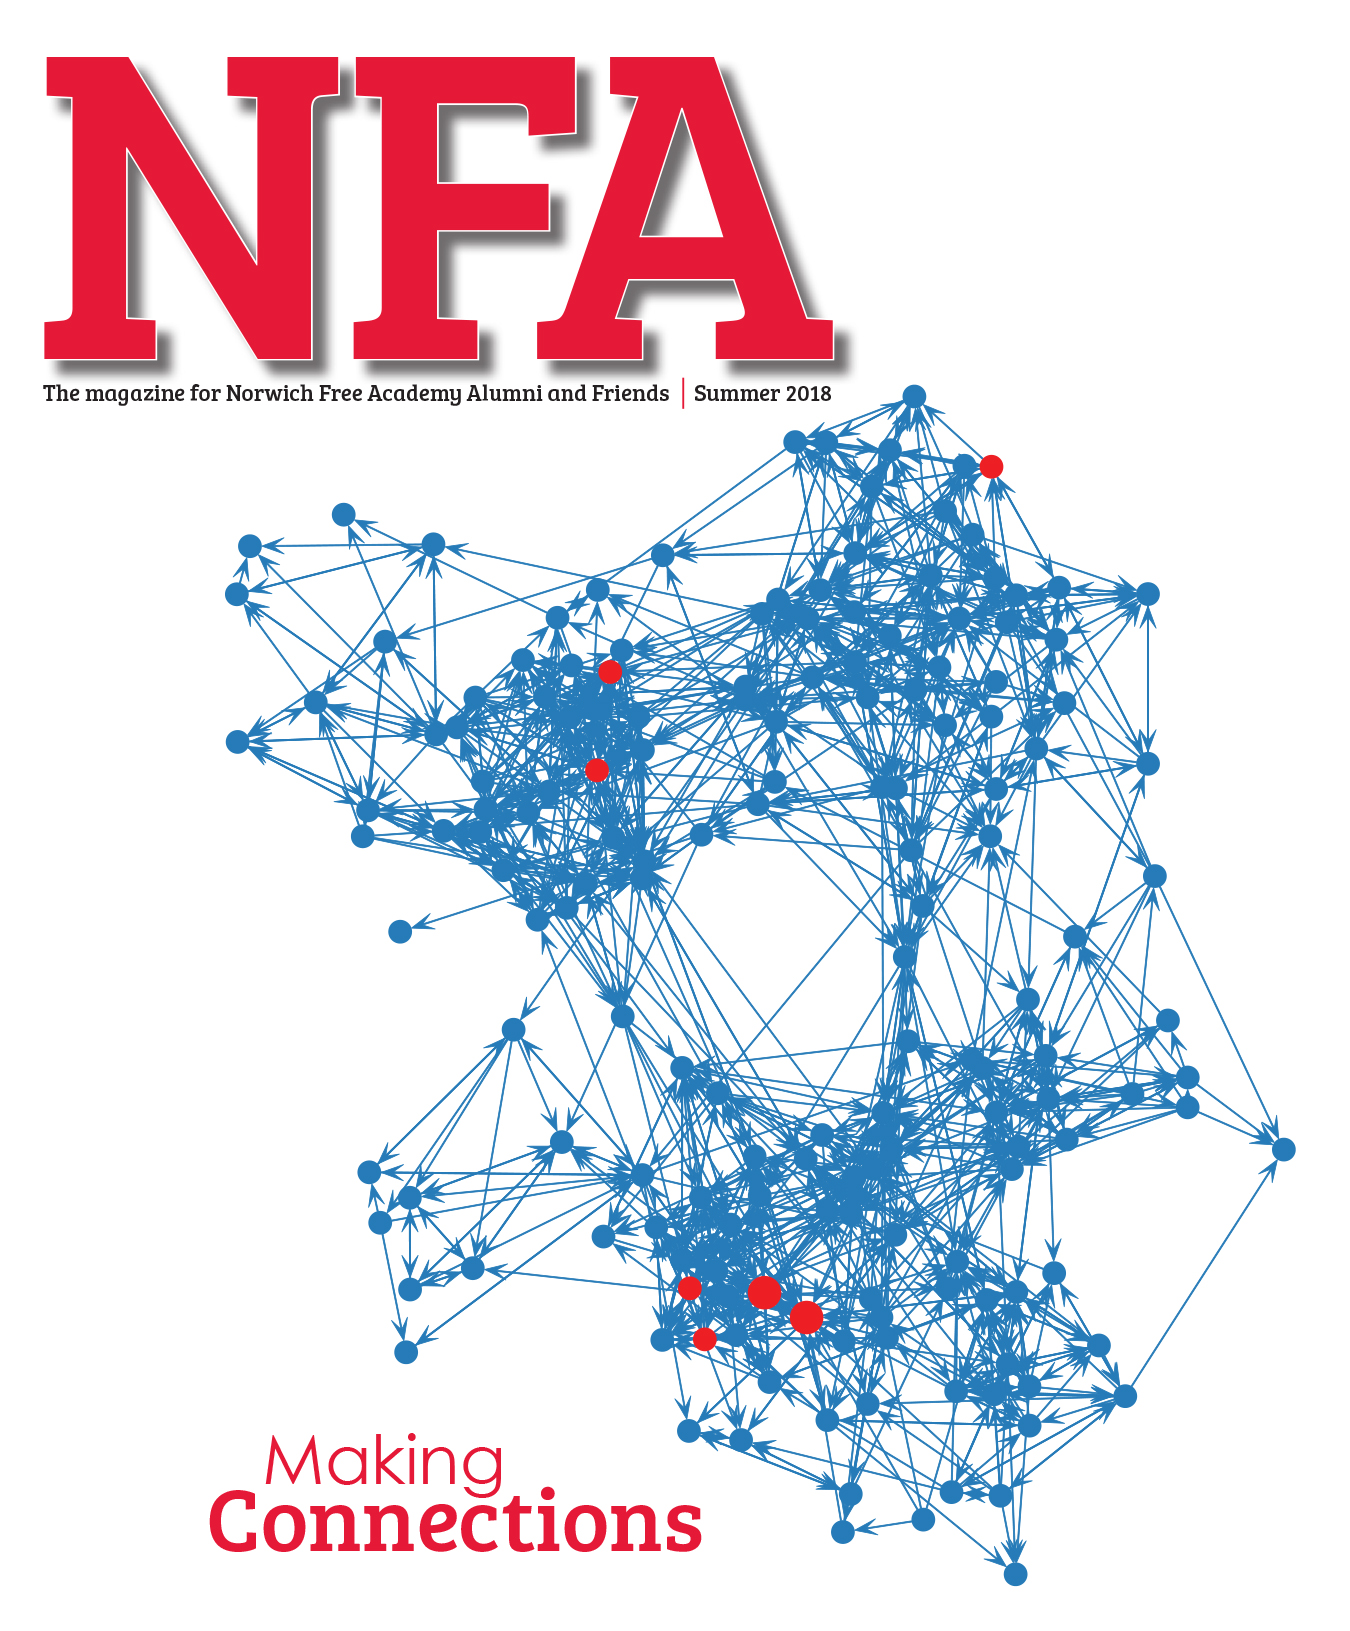 NFA
The magazine for Norwich Free Academy Alumni and Friends | Summer 2018
Making
Connections